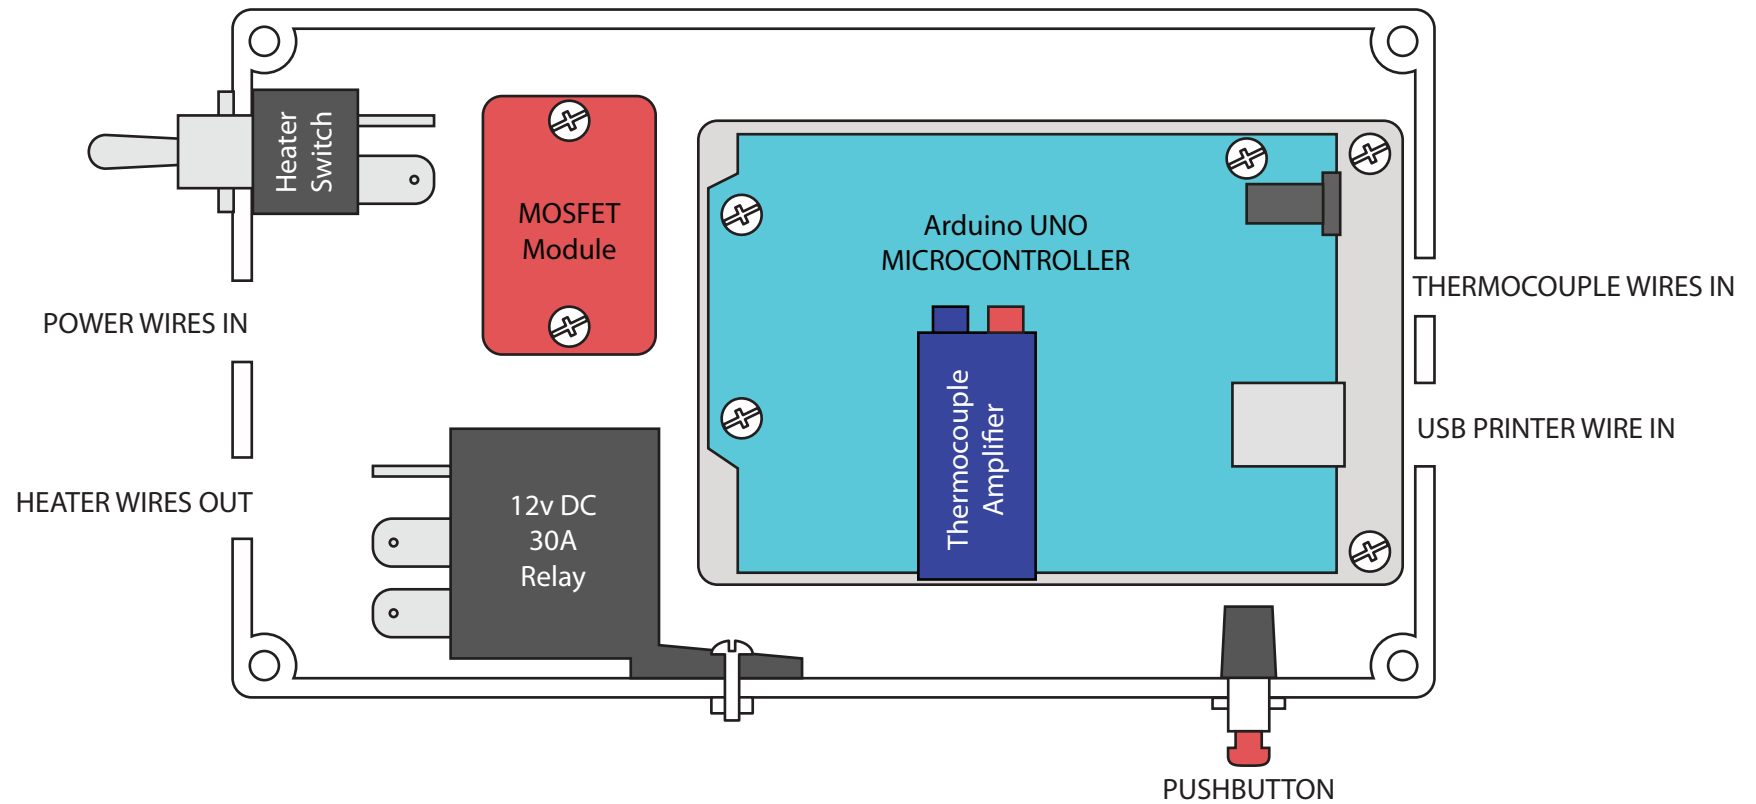 Heater
Switch
MOSFET
Module
Arduino UNO
MICROCONTROLLER
THERMOCOUPLE WIRES IN
POWER WIRES IN
Thermocouple
Amplifier
USB PRINTER WIRE IN
HEATER WIRES OUT
12v DC
30A
Relay
PUSHBUTTON